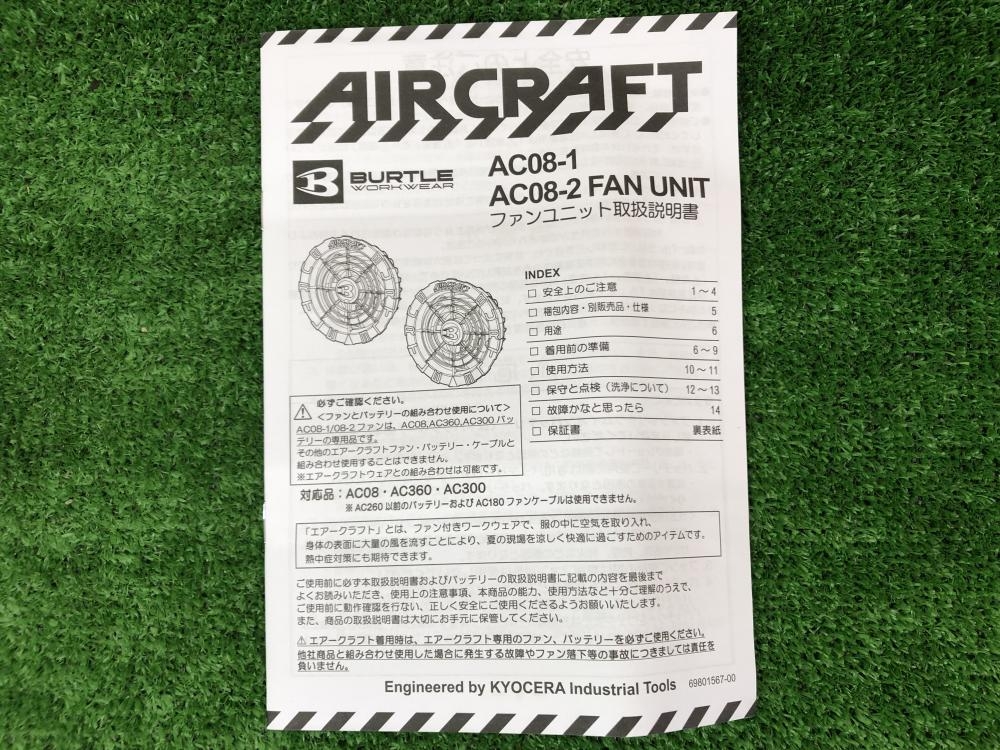 AIRCRAFT
BURTLE
WORKWEAR
AC08-1
AC08-2 FAN UNIT
ファンユニット取扱説明書
INDEX
□ 安全上のご注意 1～4
□ 梱包内容・別販売品・仕様 5
□ 用途 6
□ 着用前の準備 6～9
□ 使用方法 10～11
□ 保守と点検（洗浄について） 12～13
□ 故障かなと思ったら 14
□ 保証書 裏表紙
⚠ 必ずご確認ください。
＜ファンとバッテリーの組み合わせ使用について＞
AC08-1/08-2 ファンは、AC08,AC360,AC300 バッ
テリーの専用品です。
その他のエアークラフトファン・バッテリー・ケーブルと
組み合わせ使用することはできません。
※エアークラフトウェアとの組み合わせは可能です。
対応品：AC08・AC360・AC300
※ AC260 以前のバッテリーおよび AC180 ファンケーブルは使用できません。
「エアークラフト」とは、ファン付きワークウェアで、服の中に空気を取り入れ、
身体の表面に大量の風を流すことにより、夏の現場を涼しく快適に過ごすためのアイテムです。
熱中症対策にも期待できます。
ご使用前に必ず本取扱説明書およびバッテリーの取扱説明書に記載の内容を最後まで
よくお読みいただき、使用上の注意事項、本商品の能力、使用方法など十分ご理解のうえで、
ご使用前に動作確認を行ない、正しく安全にご使用くださるようお願いいたします。
また、商品の取扱説明書は大切にお手元に保管してください。
⚠ エアークラフト着用時は、エアークラフト専用のファン、バッテリーを必ずご使用ください。
他社商品と組み合わせ使用した場合に発生する故障やファン落下等の事故につきましては責任を
負いません。
Engineered by KYOCERA Industrial Tools 69801567-00